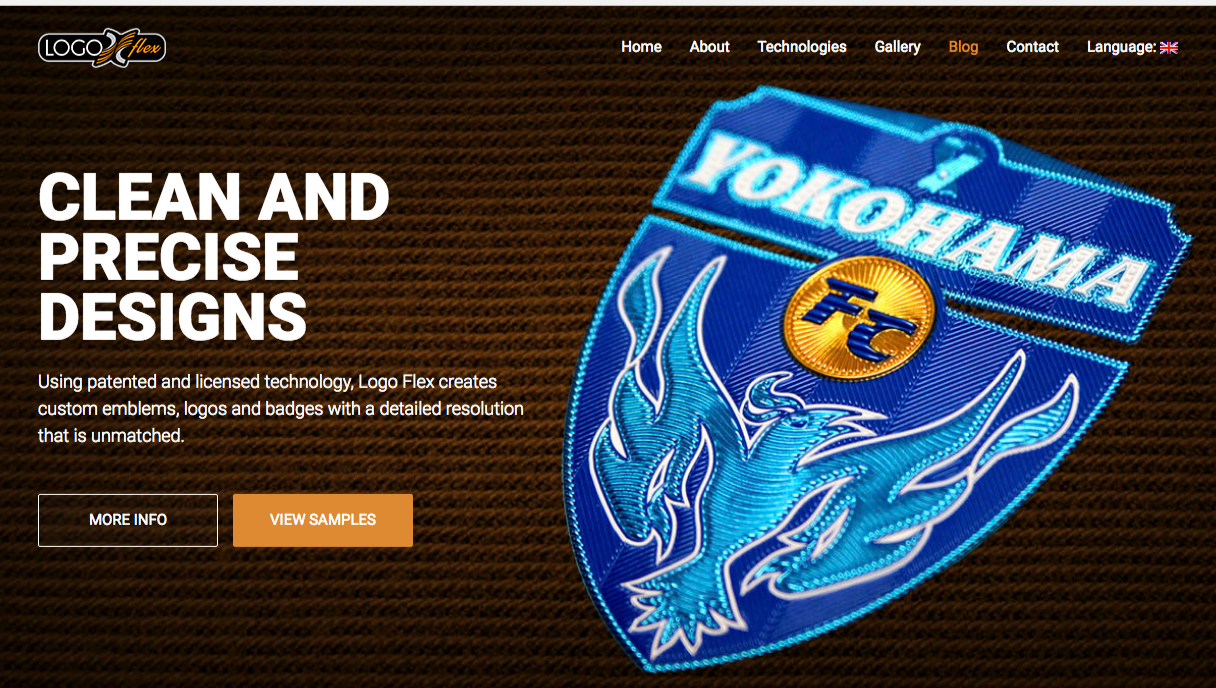 LOGO flex
Home About Technologies Gallery Blog Contact Language:
YOKOHAMA
FC
CLEAN AND
PRECISE
DESIGNS
Using patented and licensed technology, Logo Flex creates
custom emblems, logos and badges with a detailed resolution
that is unmatched.
MORE INFO VIEW SAMPLES